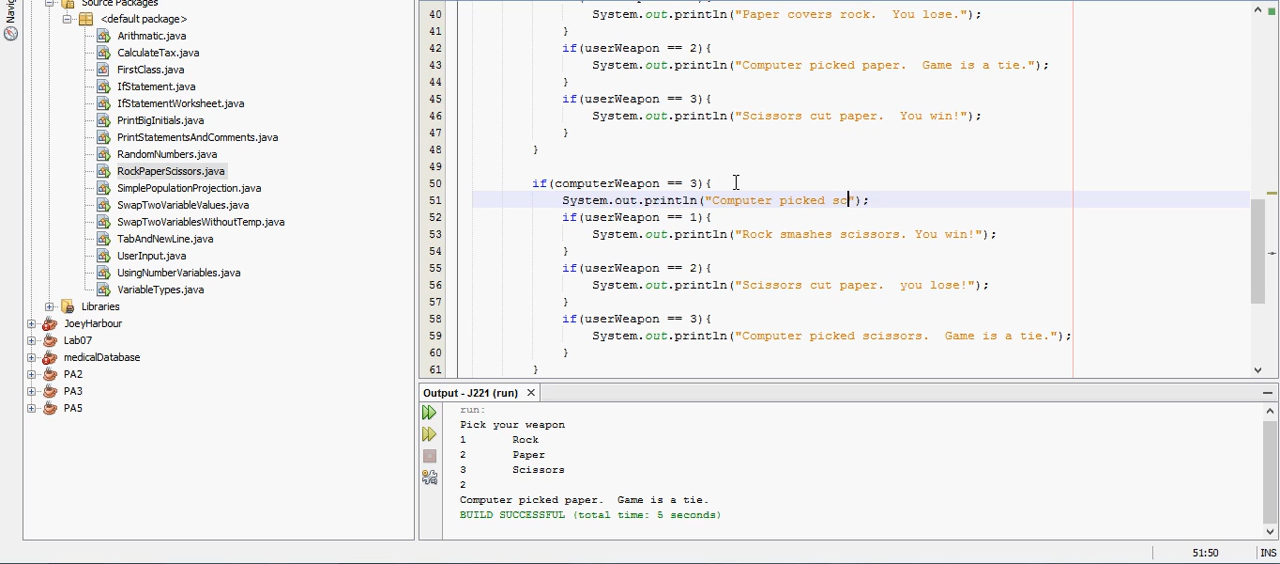 Source Packages
<default package>
Arithmatic.java
CalculateTax.java
FirstClass.java
IfStatement.java
IfStatementWorksheet.java
PrintBigInitials.java
PrintStatementsAndComments.java
RandomNumbers.java
RockPaperScissors.java
SimplePopulationProjection.java
SwapTwoVariableValues.java
SwapTwoVariablesWithoutTemp.java
TabAndNewLine.java
UserInput.java
UsingNumberVariables.java
VariableTypes.java
Libraries
JoeyHarbour
Lab07
medicalDatabase
PA2
PA3
PA5
40 System.out.println("Paper covers rock.  You lose.");
41 }
42 if(userWeapon == 2){
43 System.out.println("Computer picked paper.  Game is a tie.");
44 }
45 if(userWeapon == 3){
46 System.out.println("Scissors cut paper.  You win!");
47 }
48 }
49
50 if(computerWeapon == 3){
51 System.out.println("Computer picked sc");
52 if(userWeapon == 1){
53 System.out.println("Rock smashes scissors. You win!");
54 }
55 if(userWeapon == 2){
56 System.out.println("Scissors cut paper.  you lose!");
57 }
58 if(userWeapon == 3){
59 System.out.println("Computer picked scissors.  Game is a tie.");
60 }
61 }
Output - J221 (run)
run:
Pick your weapon
1 Rock
2 Paper
3 Scissors
2
Computer picked paper.  Game is a tie.
BUILD SUCCESSFUL (total time: 5 seconds)
51:50 INS